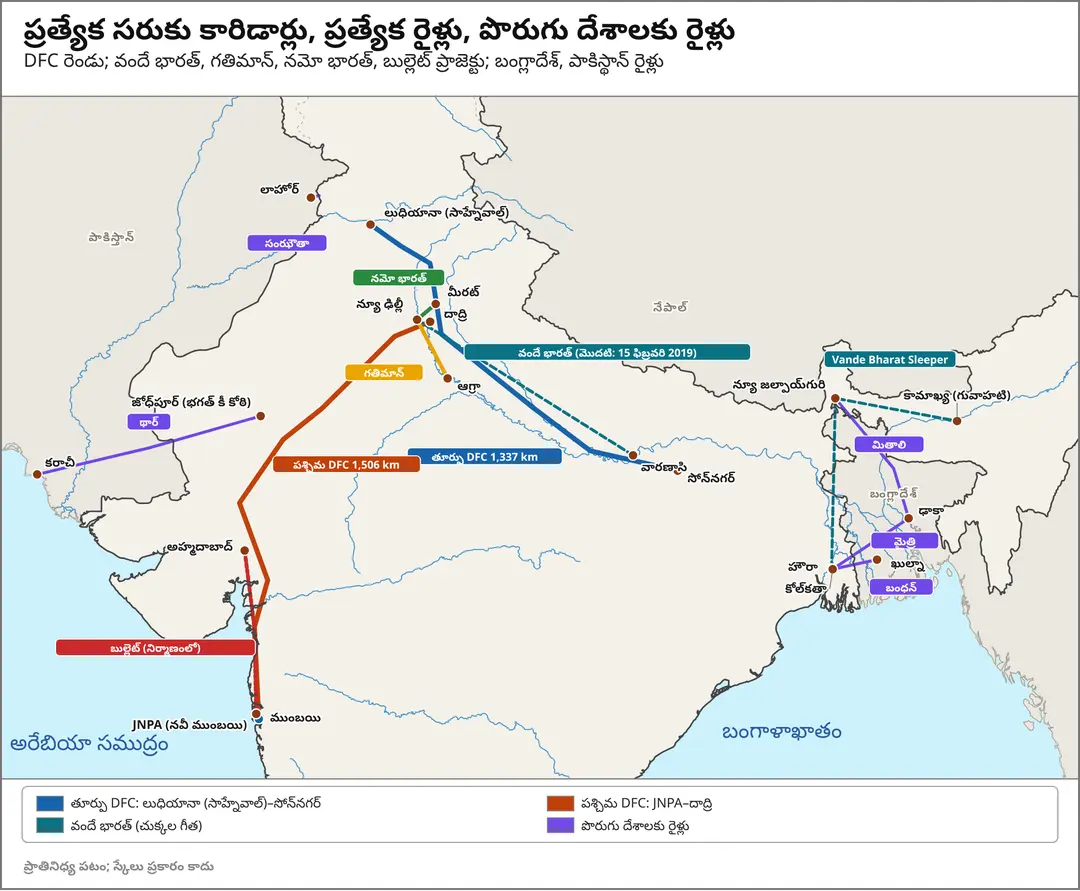 ప్రత్యేక సరుకు కారిడార్లు, ప్రత్యేక రైళ్లు, పొరుగు దేశాలకు రైళ్లు
DFC రెండు; వందే భారత్, గతిమాన్, నమో భారత్, బుల్లెట్ ప్రాజెక్టు; బంగ్లాదేశ్, పాకిస్థాన్ రైళ్లు
లాహోర్
లుధియానా (సాహ్నేవాల్)
పాకిస్తాన్
సంఝౌతా
నమో భారత్
మీరట్
న్యూ ఢిల్లీ
దాద్రి
నేపాల్
వందే భారత్ (మొదటి: 15 ఫిబ్రవరి 2019)
Vande Bharat Sleeper
గతిమాన్
ఆగ్రా
న్యూ జల్పాయ్‌గురి
కామాఖ్య (గువాహటి)
జోధ్‌పూర్ (భగత్ కీ కోఠి)
థార్
మితాలి
కరాచీ
పశ్చిమ DFC 1,506 km
తూర్పు DFC 1,337 km
వారణాసి
సోన్‌నగర్
బంగ్లాదేశ్
ఢాకా
అహ్మదాబాద్
మైత్రి
హౌరా
ఖుల్నా
కోల్‌కతా
బంధన్
బుల్లెట్ (నిర్మాణంలో)
JNPA (నవీ ముంబయి)
ముంబయి
అరేబియా సముద్రం
బంగాళాఖాతం
తూర్పు DFC: లుధియానా (సాహ్నేవాల్)–సోన్‌నగర్
పశ్చిమ DFC: JNPA–దాద్రి
వందే భారత్ (చుక్కల గీత)
పొరుగు దేశాలకు రైళ్లు
ప్రాతినిధ్య పటం; స్కేలు ప్రకారం కాదు